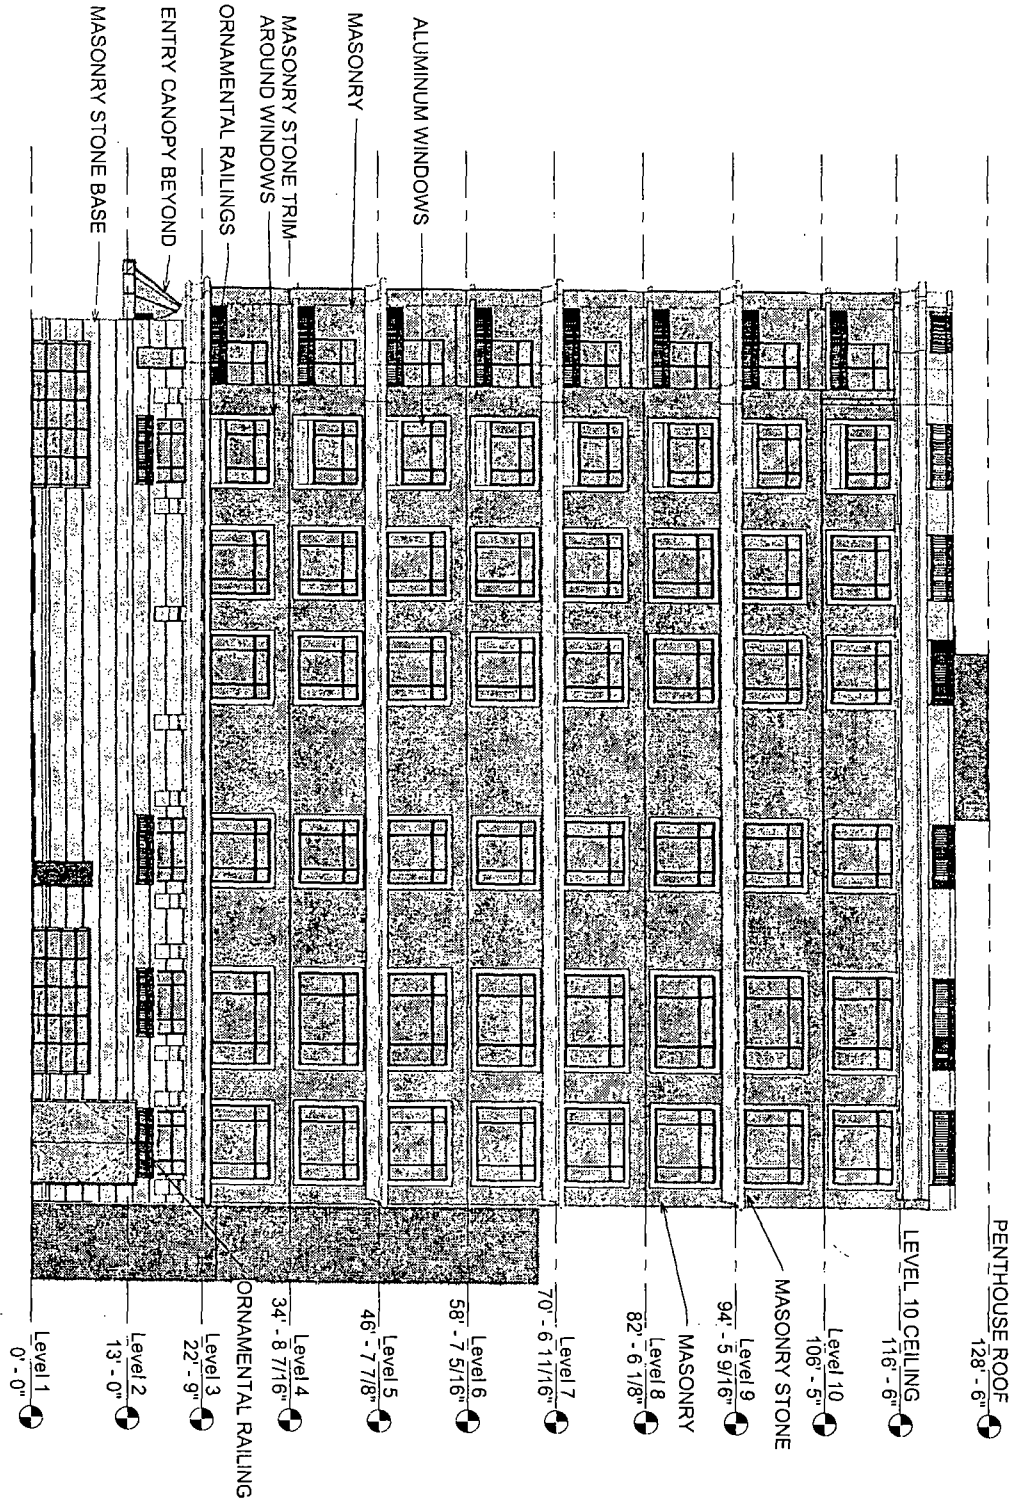 PENTHOUSE ROOF
128' - 6"
LEVEL 10 CEILING
116' - 6"
Level 10
106' - 5"
Level 9
94' - 5 9/16"
Level 8
82' - 6 1/8"
Level 7
70' - 6 11/16"
Level 6
58' - 7 5/16"
Level 5
46' - 7 7/8"
Level 4
34' - 8 7/16"
Level 3
22' - 9"
Level 2
13' - 0"
Level 1
0' - 0"
MASONRY STONE
MASONRY
ORNAMENTAL RAILING
ALUMINUM WINDOWS
MASONRY
MASONRY STONE TRIM
AROUND WINDOWS
ORNAMENTAL RAILINGS
ENTRY CANOPY BEYOND
MASONRY STONE BASE